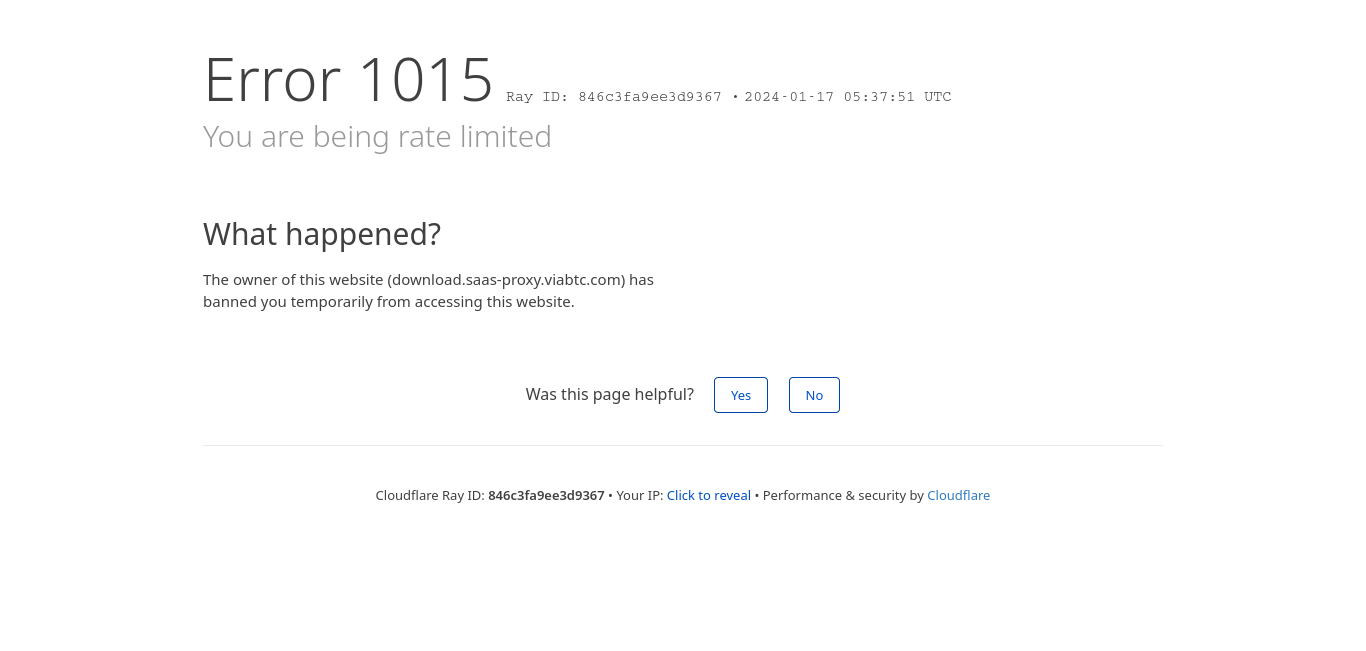 Error 1015 Ray ID: 846c3fa9ee3d9367 • 2024-01-17 05:37:51 UTC
You are being rate limited
What happened?
The owner of this website (download.saas-proxy.viabtc.com) has
banned you temporarily from accessing this website.
Was this page helpful? Yes No
Cloudflare Ray ID: 846c3fa9ee3d9367 • Your IP: Click to reveal • Performance & security by Cloudflare